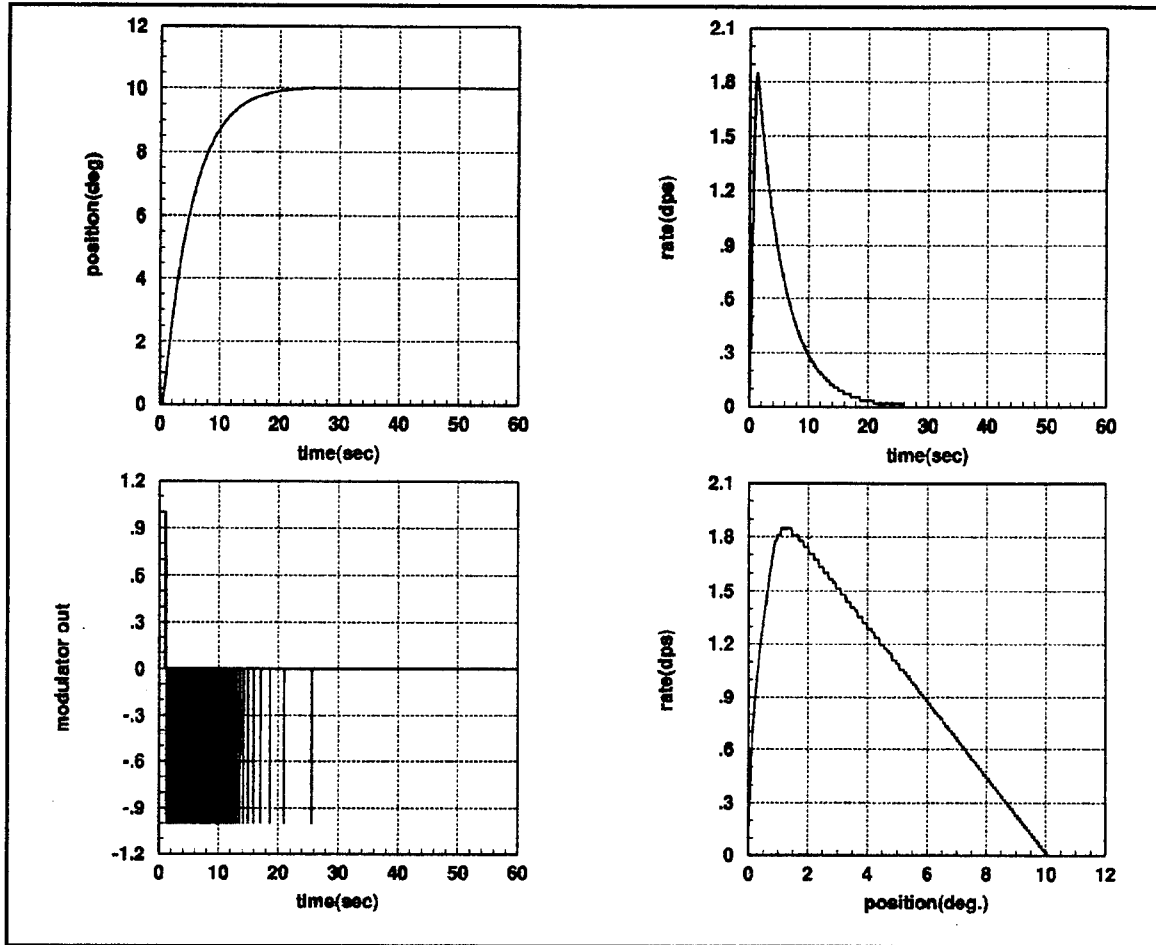 12
10
8
6
4
2
0
position(deg)
0 10 20 30 40 50 60
time(sec)
2.1
1.8
1.5
1.2
.9
.6
.3
0
rate(dps)
0 10 20 30 40 50 60
time(sec)
1.2
.9
.6
.3
0
-.3
-.6
-.9
-1.2
modulator out
0 10 20 30 40 50 60
time(sec)
2.1
1.8
1.5
1.2
.9
.6
.3
0
rate(dps)
0 2 4 6 8 10 12
position(deg.)